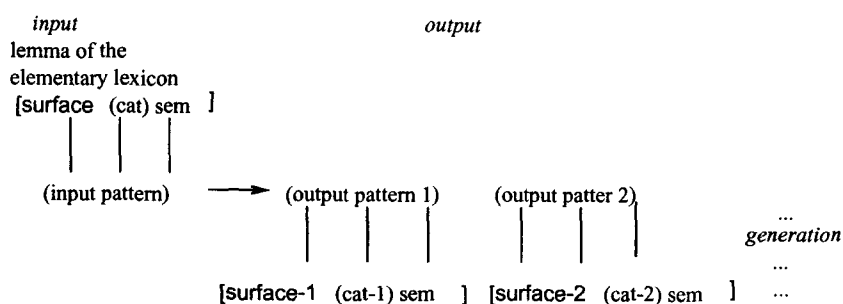 input output
lemma of the
elementary lexicon
[surface (cat) sem ]
(input pattern) (output pattern 1) (output patter 2)
...
generation
...
[surface-1 (cat-1) sem ] [surface-2 (cat-2) sem ] ...